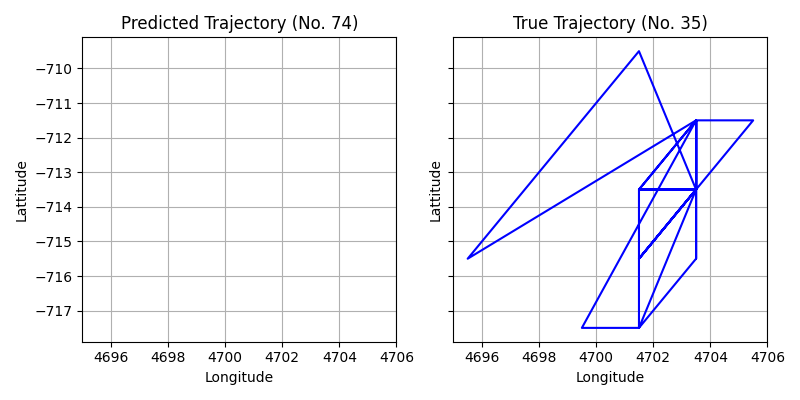 Predicted Trajectory (No. 74)
Lattitude
−710
−711
−712
−713
−714
−715
−716
−717
4696 4698 4700 4702 4704 4706
Longitude
True Trajectory (No. 35)
Lattitude
4696 4698 4700 4702 4704 4706
Longitude